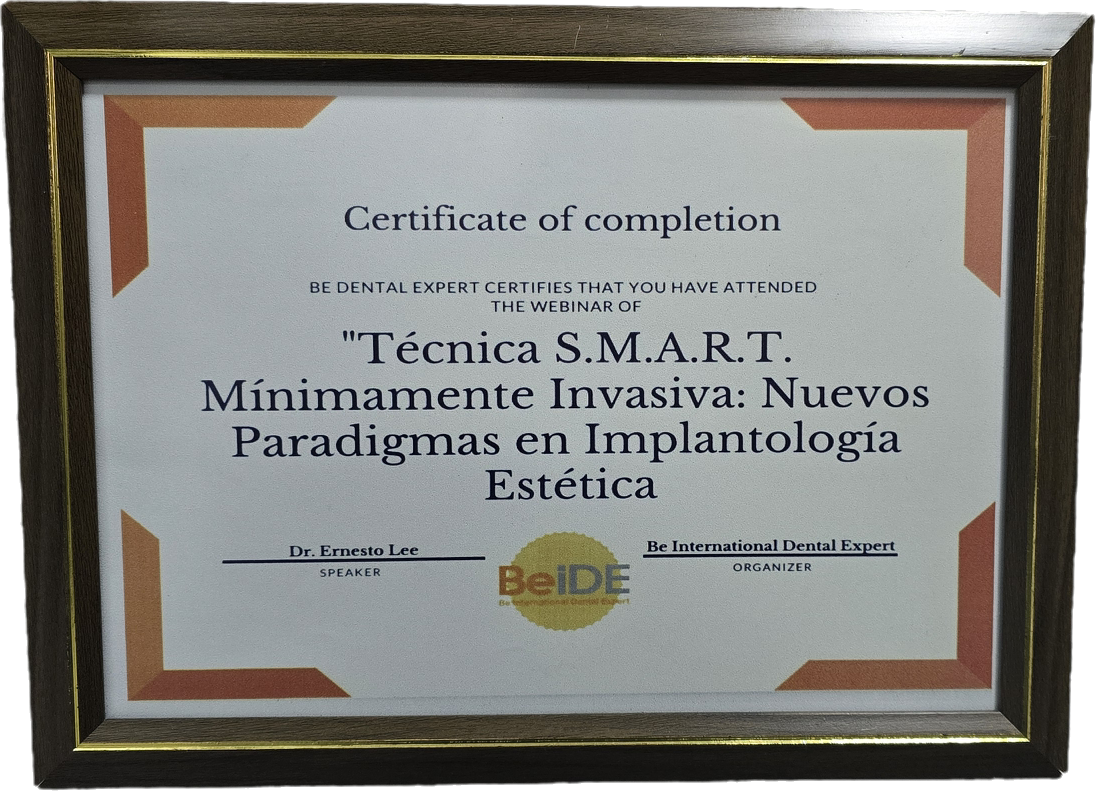 Certificate of completion
BE DENTAL EXPERT CERTIFIES THAT YOU HAVE ATTENDED
THE WEBINAR OF
"Técnica S.M.A.R.T.
Mínimamente Invasiva: Nuevos
Paradigmas en Implantología
Estética
Dr. Ernesto Lee
SPEAKER
BeiDE
Be International Dental Expert
Be International Dental Expert
ORGANIZER